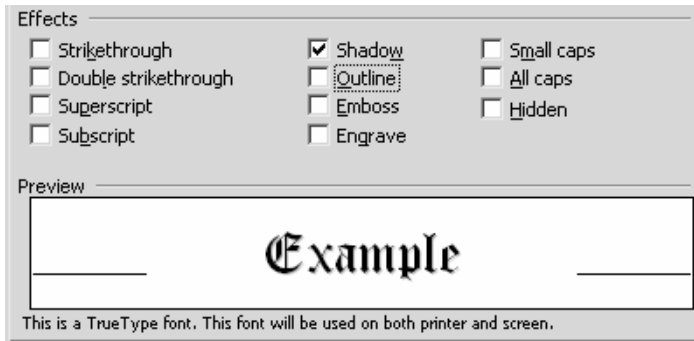 Effects
Strikethrough Shadow Small caps
Double strikethrough Outline All caps
Superscript Emboss Hidden
Subscript Engrave
Preview
Example
This is a TrueType font. This font will be used on both printer and screen.